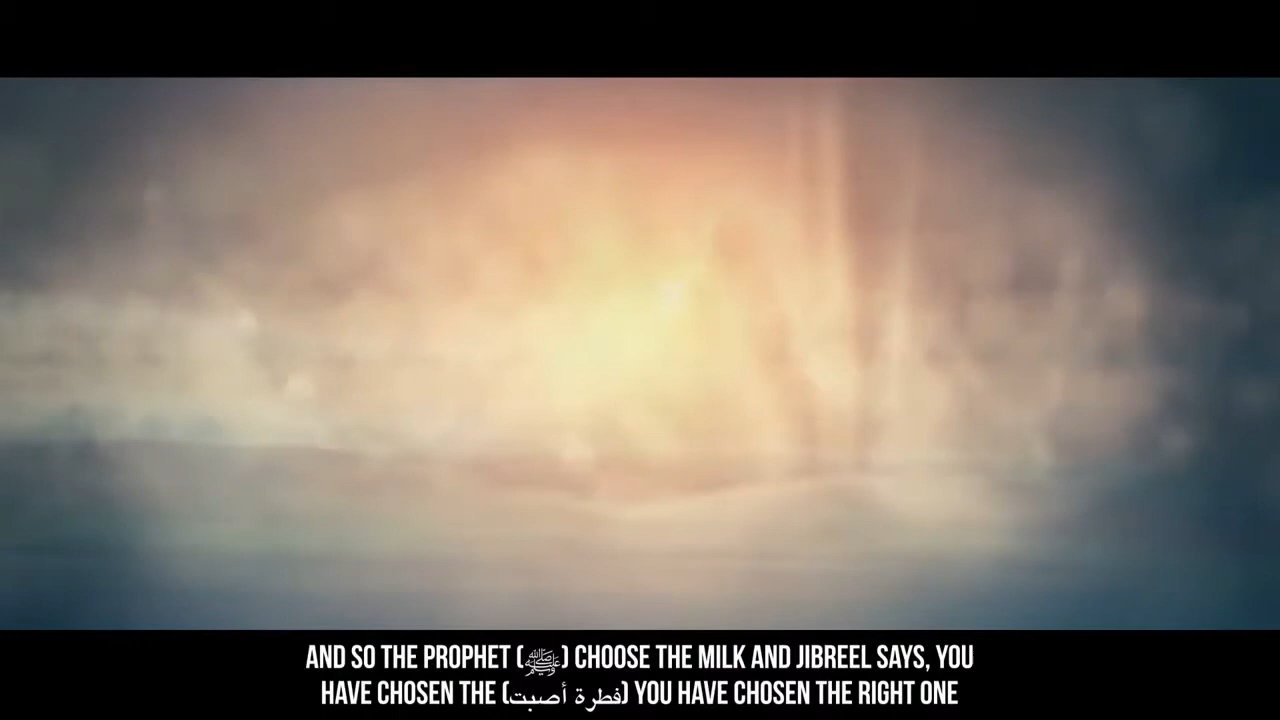 AND SO THE PROPHET (ﷺ) CHOOSE THE MILK AND JIBREEL SAYS, YOU
HAVE CHOSEN THE (فطرة أصبت) YOU HAVE CHOSEN THE RIGHT ONE